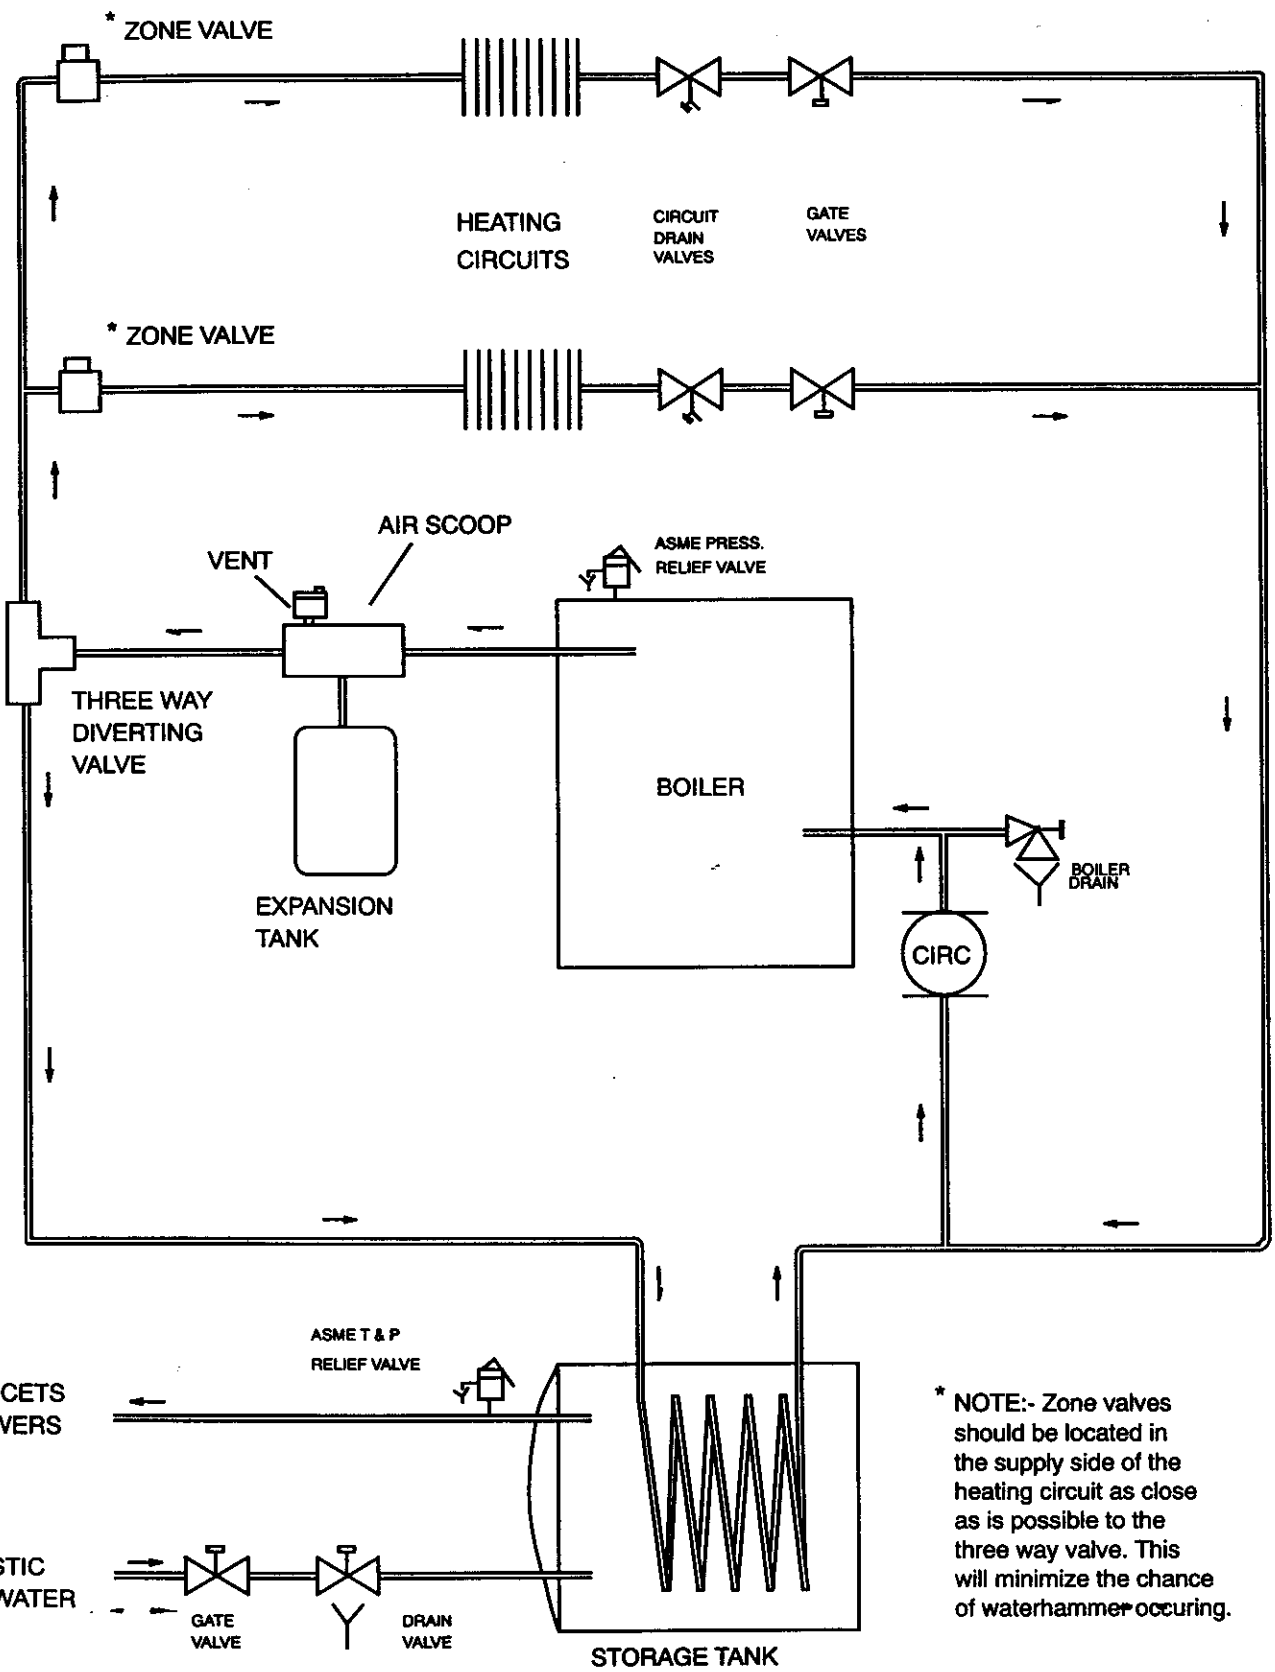 * ZONE VALVE
HEATING
CIRCUITS
CIRCUIT
DRAIN
VALVES
GATE
VALVES
* ZONE VALVE
AIR SCOOP
VENT
ASME PRESS.
RELIEF VALVE
THREE WAY
DIVERTING
VALVE
BOILER
EXPANSION
TANK
BOILER
DRAIN
CIRC
ASME T & P
RELIEF VALVE
CETS
WERS
STIC
WATER
GATE
VALVE
DRAIN
VALVE
STORAGE TANK
* NOTE:- Zone valves
should be located in
the supply side of the
heating circuit as close
as is possible to the
three way valve. This
will minimize the chance
of waterhammer occuring.